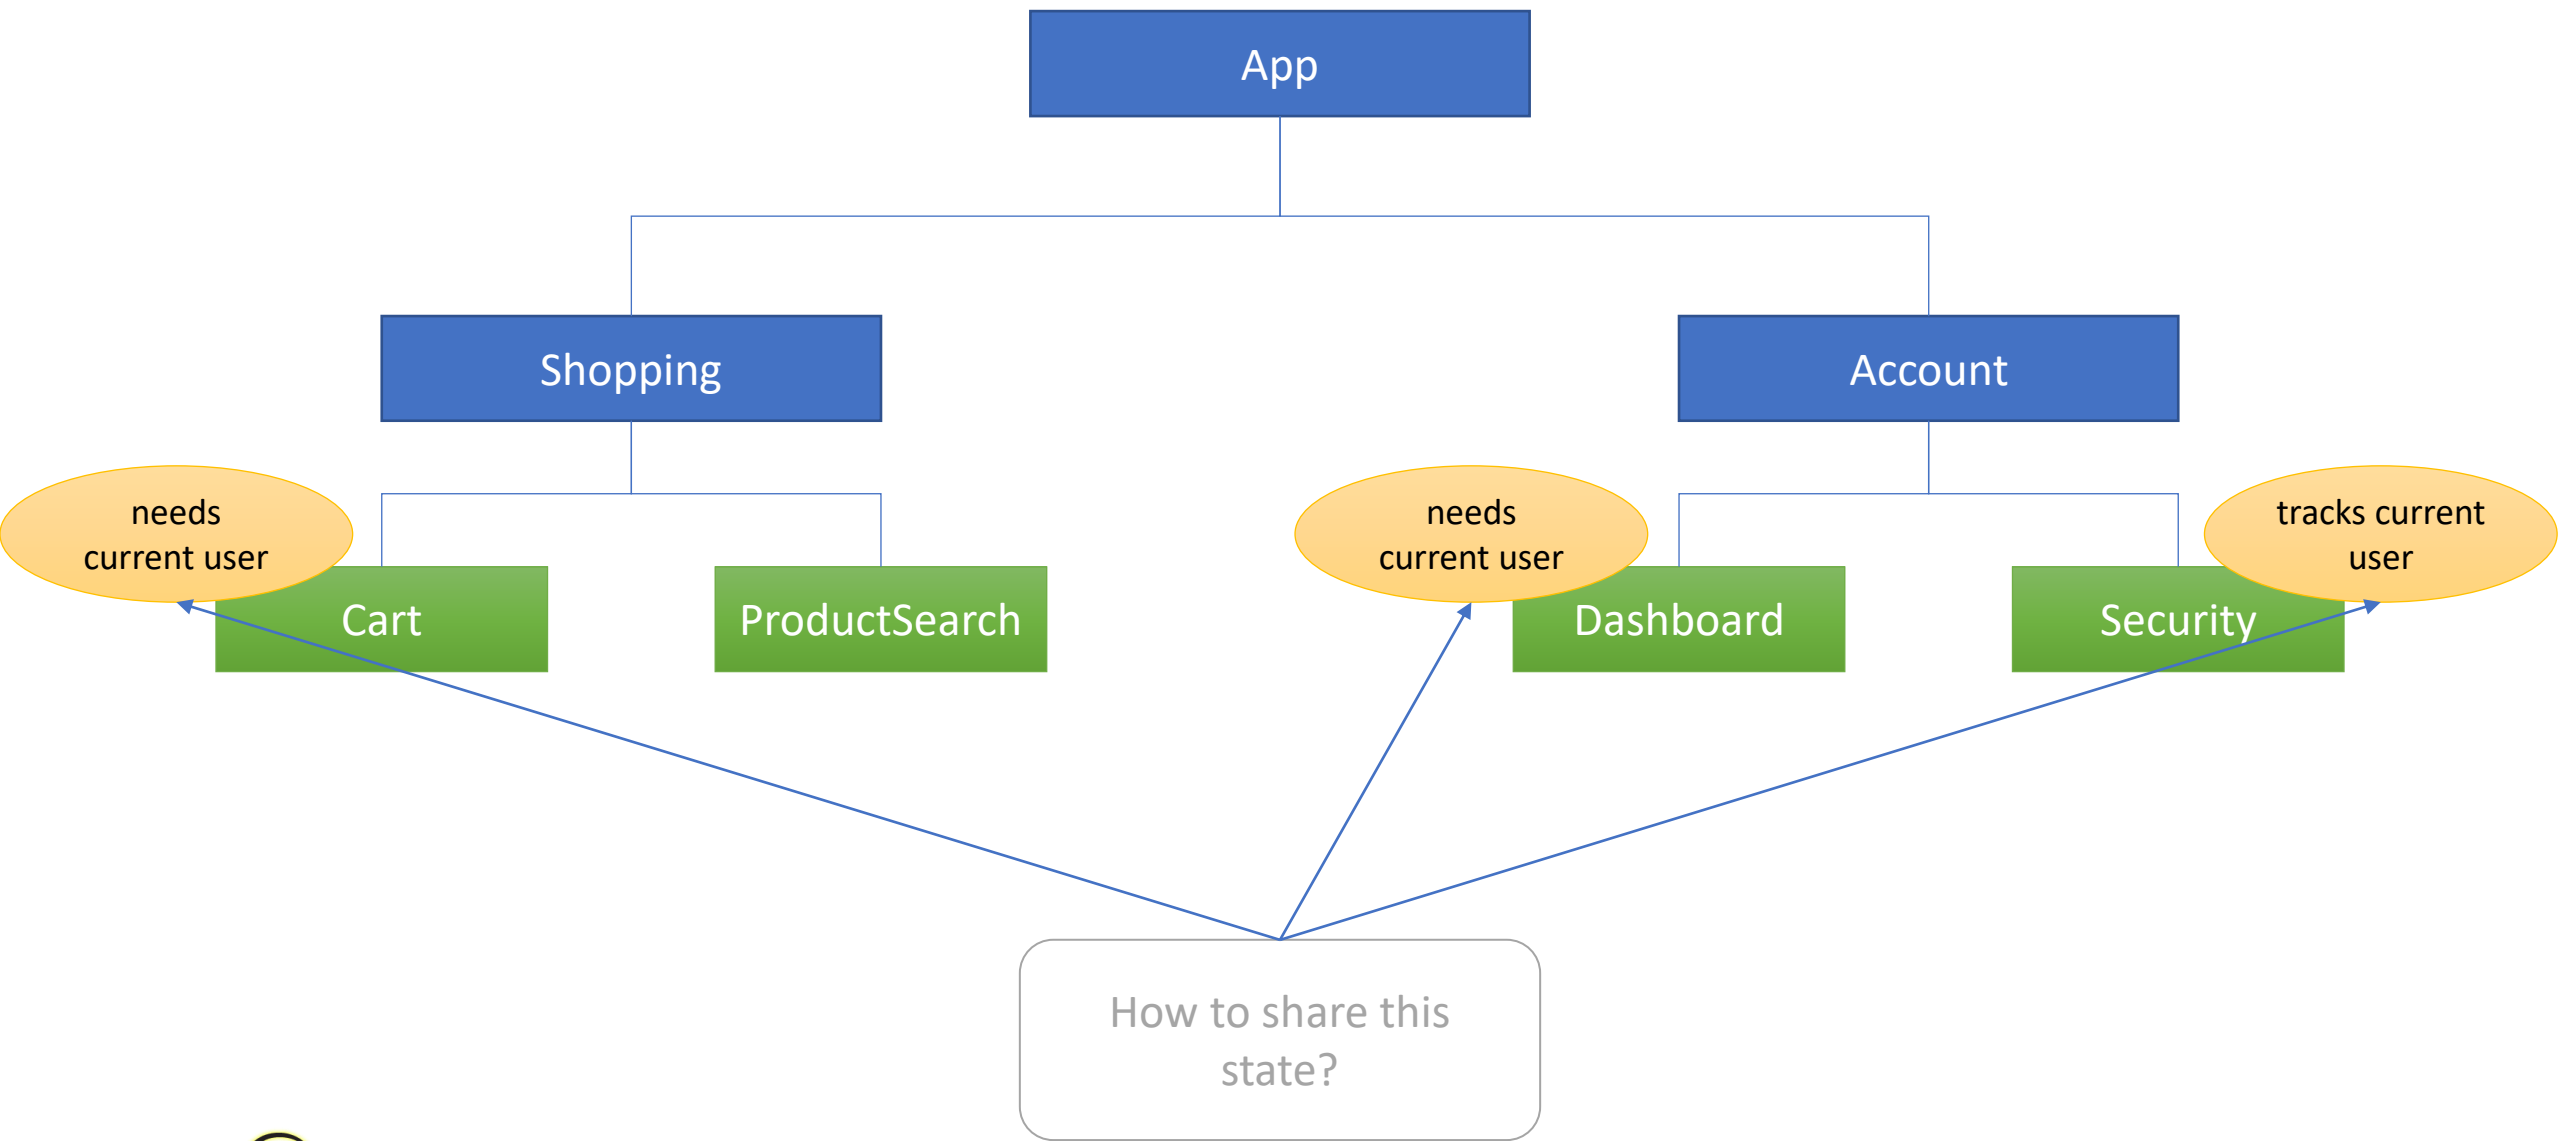 App
Shopping
Account
needs
current user
needs
current user
tracks current
user
Cart
ProductSearch
Dashboard
Security
How to share this
state?